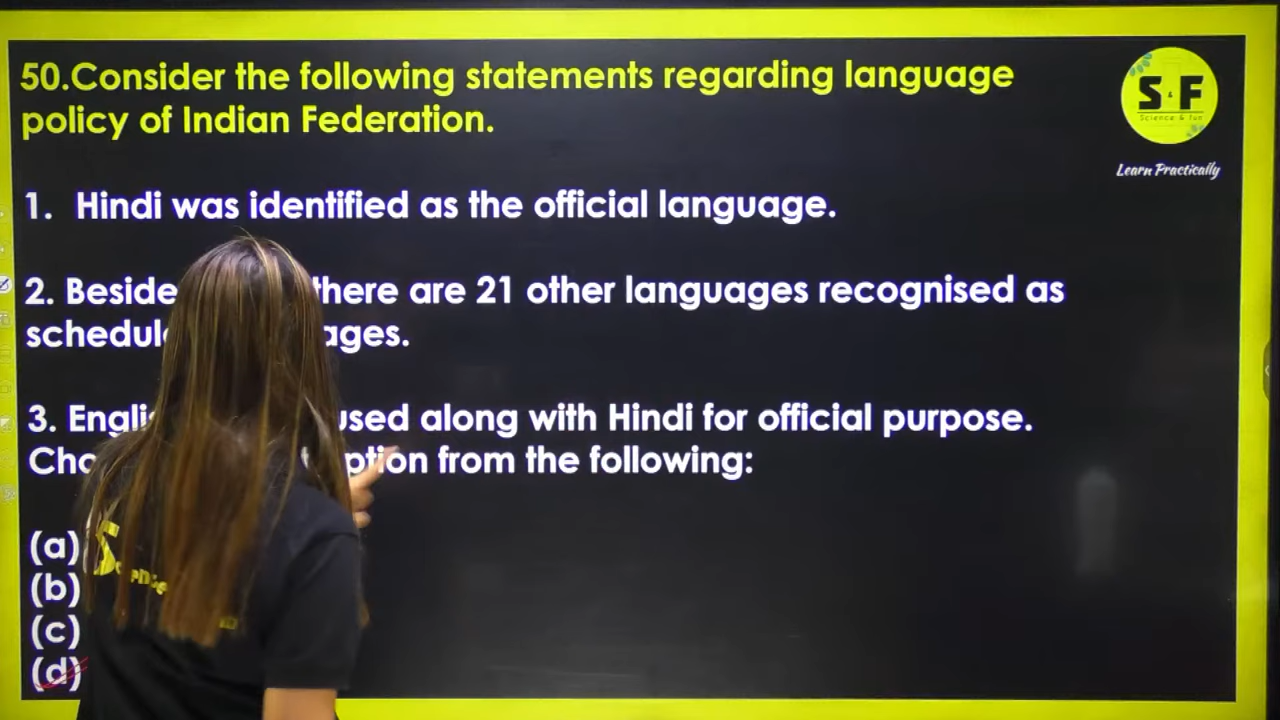 50.Consider the following statements regarding language
policy of Indian Federation.
S & F
Science & fun
Learn Practically
1. Hindi was identified as the official language.
2. Beside there are 21 other languages recognised as
schedul ages.
3. Engli used along with Hindi for official purpose.
Cho ption from the following:
(a)
(b)
(c)
(d)